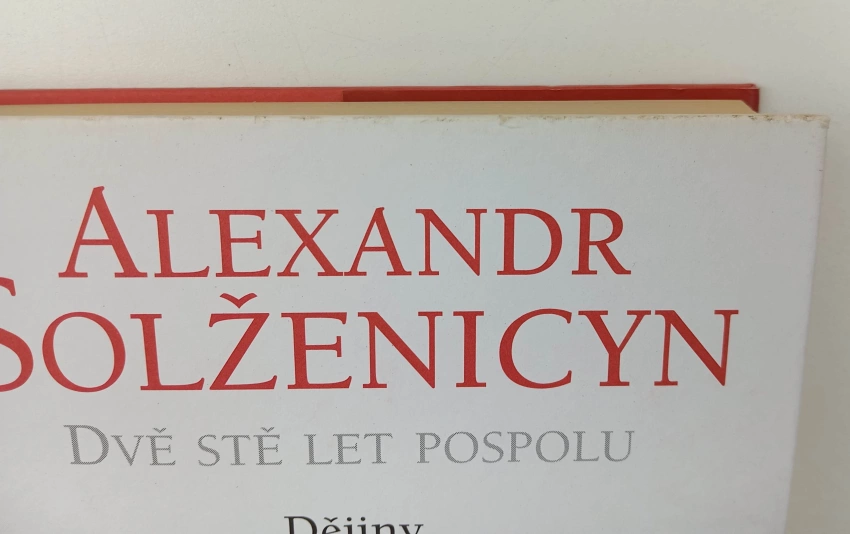 ALEXANDR
SOLŽENICYN
DVĚ STĚ LET POSPOLU
Dějiny